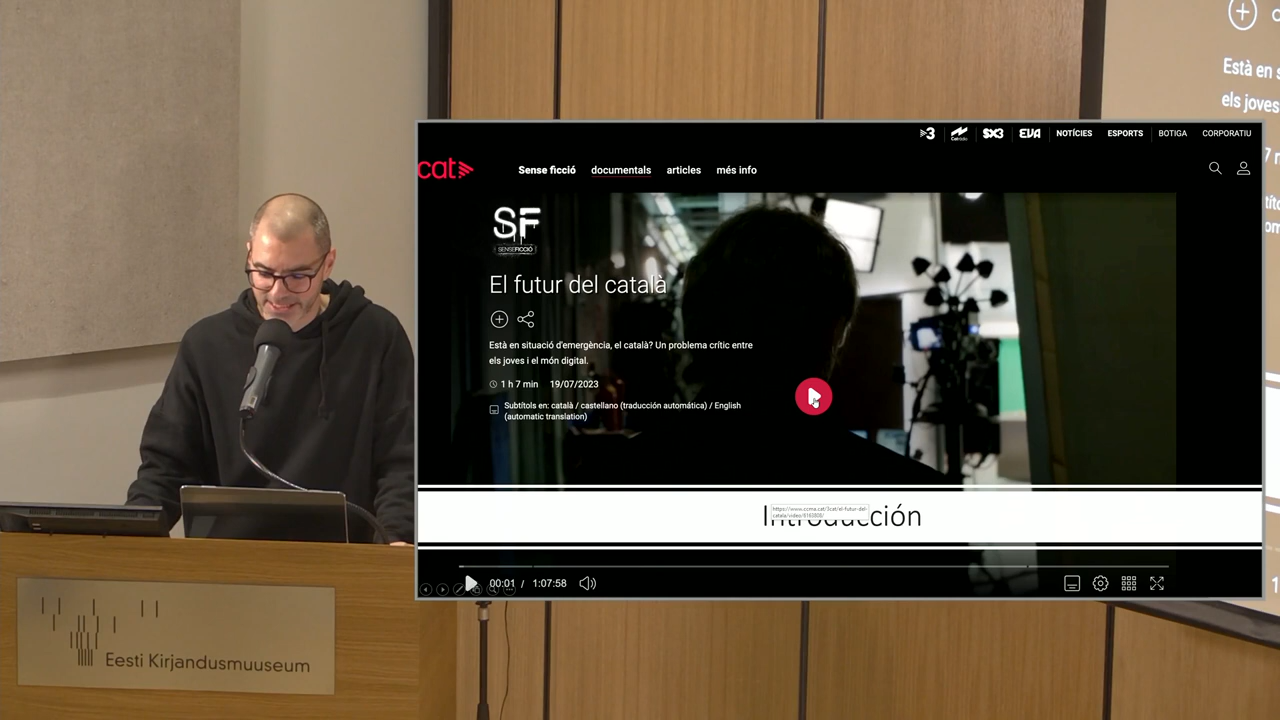 NOTÍCIES
ESPORTS
BOTIGA
CORPORATIU
cat
Sense ficció
documentals
articles
més info
SF
SENSEFICCIÓ
El futur del català
Està en situació d'emergència, el català? Un problema crític entre
els joves i el món digital.
1 h 7 min 19/07/2023
Subtítols en: català / castellano (traducción automática) / English
(automatic translation)
Introducción
00:01 / 1:07:58
Està en s
els joves
Eesti Kirjandusmuuseum